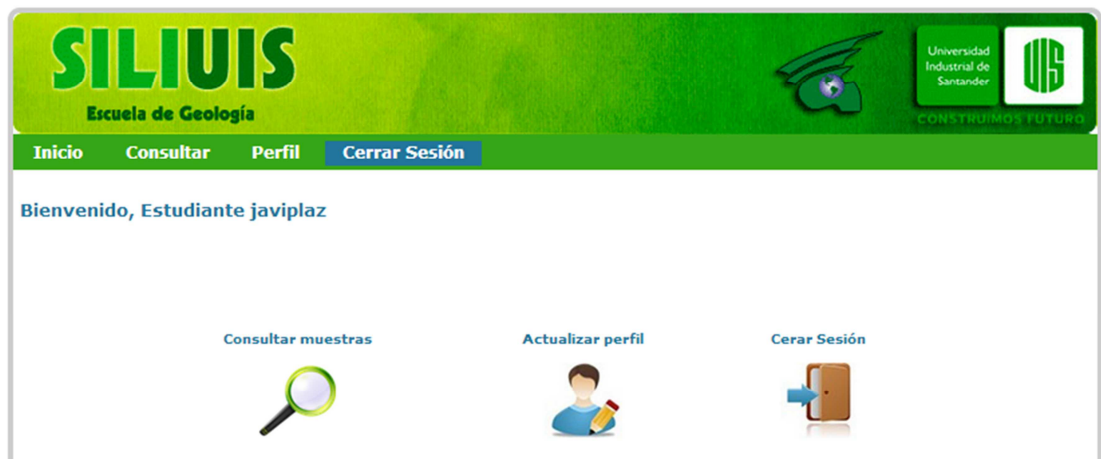 SILIUIS
Escuela de Geología
Universidad
Industrial de
Santander
UIS
CONSTRUIMOS FUTURO
Inicio Consultar Perfil Cerrar Sesión
Bienvenido, Estudiante javiplaz
Consultar muestras Actualizar perfil Cerar Sesión